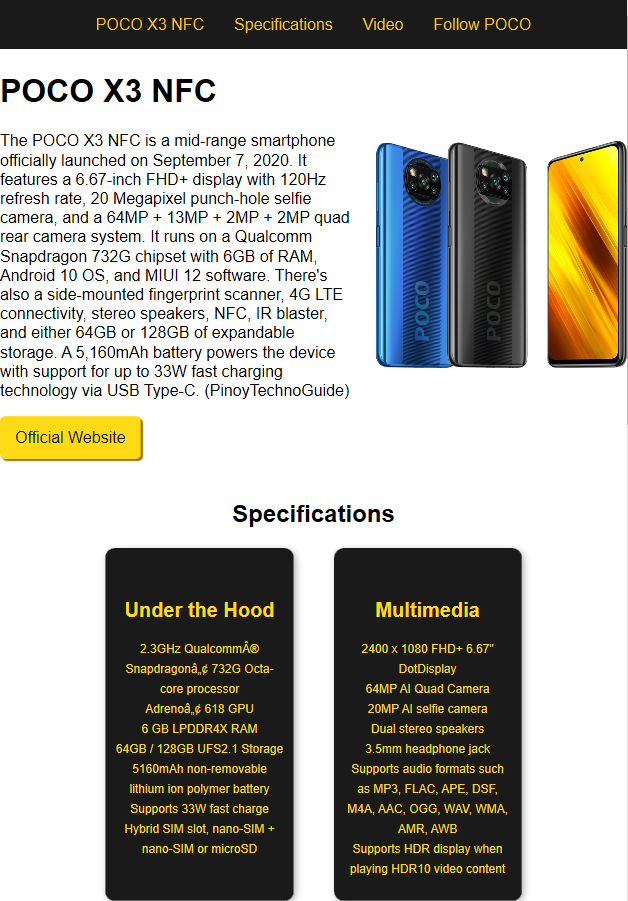 POCO X3 NFC Specifications Video Follow POCO
POCO X3 NFC
The POCO X3 NFC is a mid-range smartphone
officially launched on September 7, 2020. It
features a 6.67-inch FHD+ display with 120Hz
refresh rate, 20 Megapixel punch-hole selfie
camera, and a 64MP + 13MP + 2MP + 2MP quad
rear camera system. It runs on a Qualcomm
Snapdragon 732G chipset with 6GB of RAM,
Android 10 OS, and MIUI 12 software. There's
also a side-mounted fingerprint scanner, 4G LTE
connectivity, stereo speakers, NFC, IR blaster,
and either 64GB or 128GB of expandable
storage. A 5,160mAh battery powers the device
with support for up to 33W fast charging
technology via USB Type-C. (PinoyTechnoGuide)
POCO
POCO
Official Website
Specifications
Under the Hood
2.3GHz Qualcomm®
Snapdragonâ„¢ 732G Octa-
core processor
Adrenoâ„¢ 618 GPU
6 GB LPDDR4X RAM
64GB / 128GB UFS2.1 Storage
5160mAh non-removable
lithium ion polymer battery
Supports 33W fast charge
Hybrid SIM slot, nano-SIM +
nano-SIM or microSD
Multimedia
2400 x 1080 FHD+ 6.67"
DotDisplay
64MP AI Quad Camera
20MP AI selfie camera
Dual stereo speakers
3.5mm headphone jack
Supports audio formats such
as MP3, FLAC, APE, DSF,
M4A, AAC, OGG, WAV, WMA,
AMR, AWB
Supports HDR display when
playing HDR10 video content